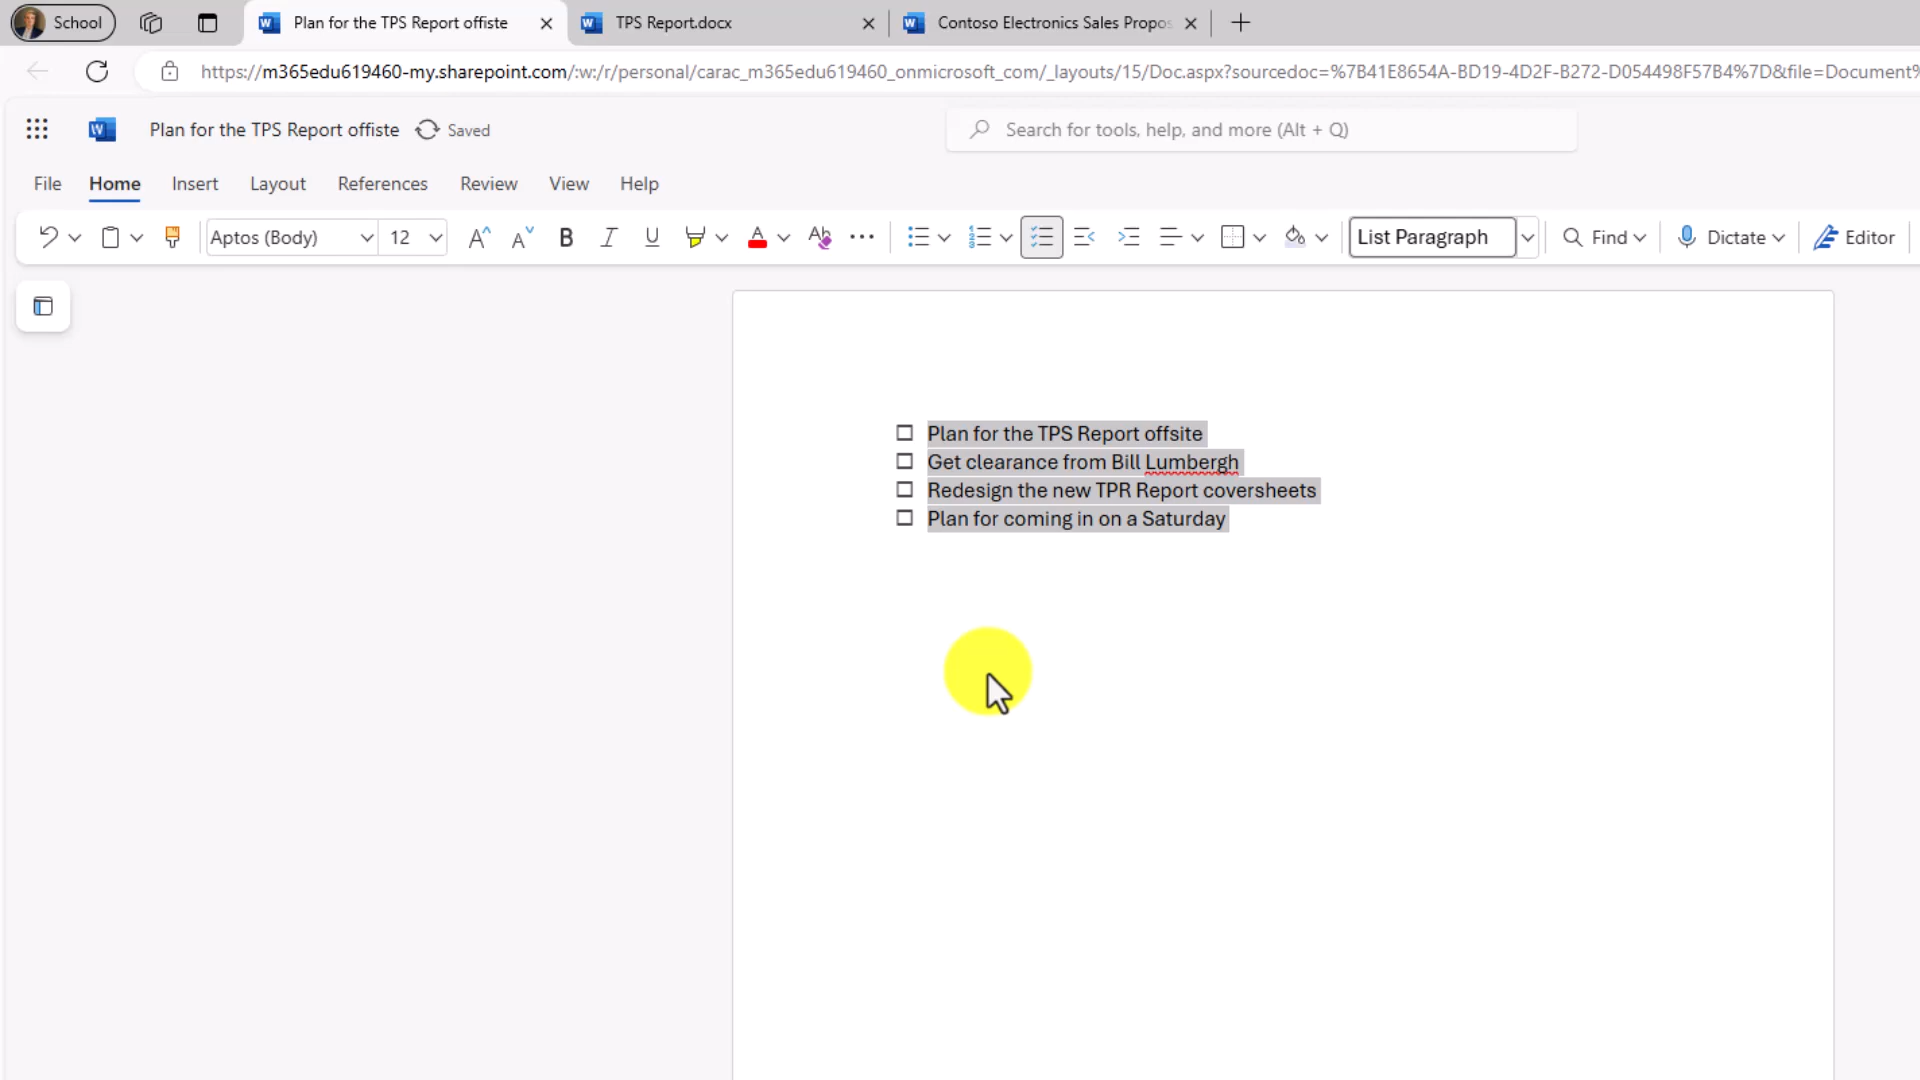 School
Plan for the TPS Report offiste
TPS Report.docx
Contoso Electronics Sales Propos
https://m365edu619460-my.sharepoint.com/:w:/r/personal/carac_m365edu619460_onmicrosoft_com/_layouts/15/Doc.aspx?sourcedoc=%7B41E8654A-BD19-4D2F-B272-D054498F57B4%7D&file=Document%
Plan for the TPS Report offiste
Saved
Search for tools, help, and more (Alt + Q)
File Home Insert Layout References Review View Help
Aptos (Body) 12 List Paragraph Find Dictate Editor
Plan for the TPS Report offsite
Get clearance from Bill Lumbergh
Redesign the new TPR Report coversheets
Plan for coming in on a Saturday